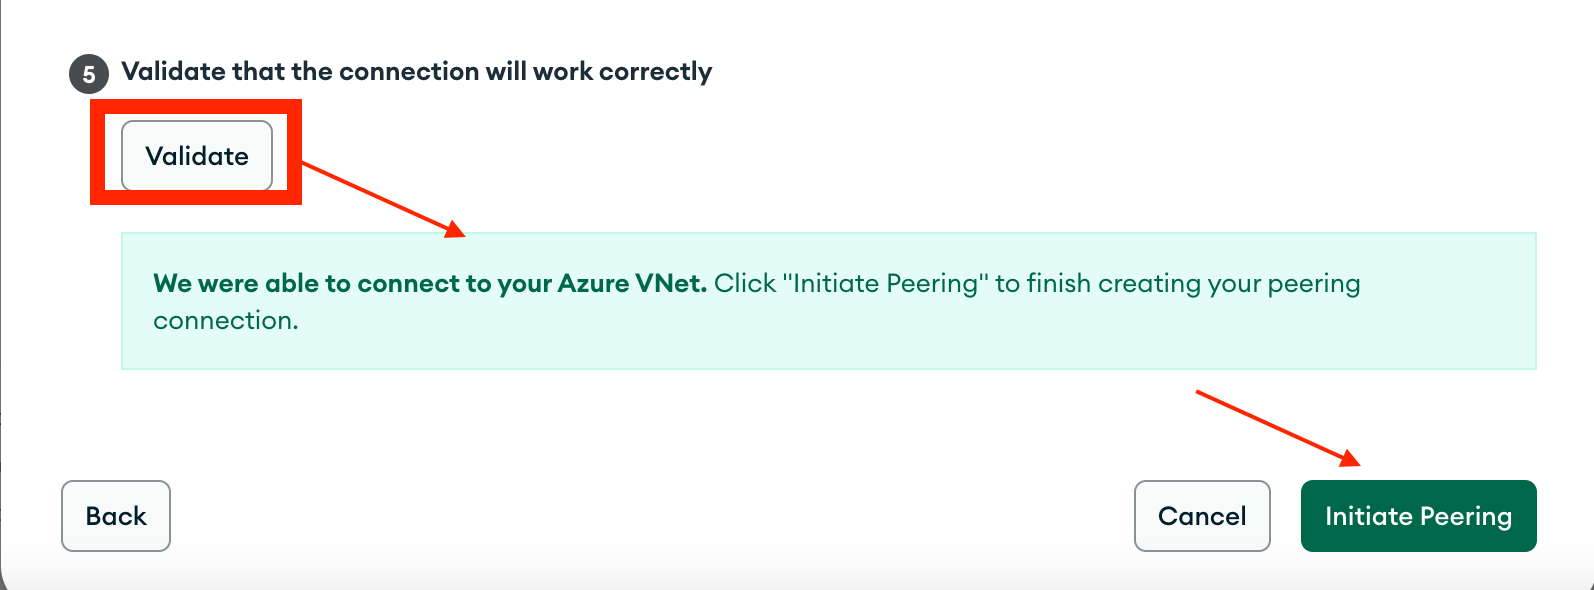 5 Validate that the connection will work correctly
Validate
We were able to connect to your Azure VNet. Click "Initiate Peering" to finish creating your peering
connection.
Back Cancel Initiate Peering